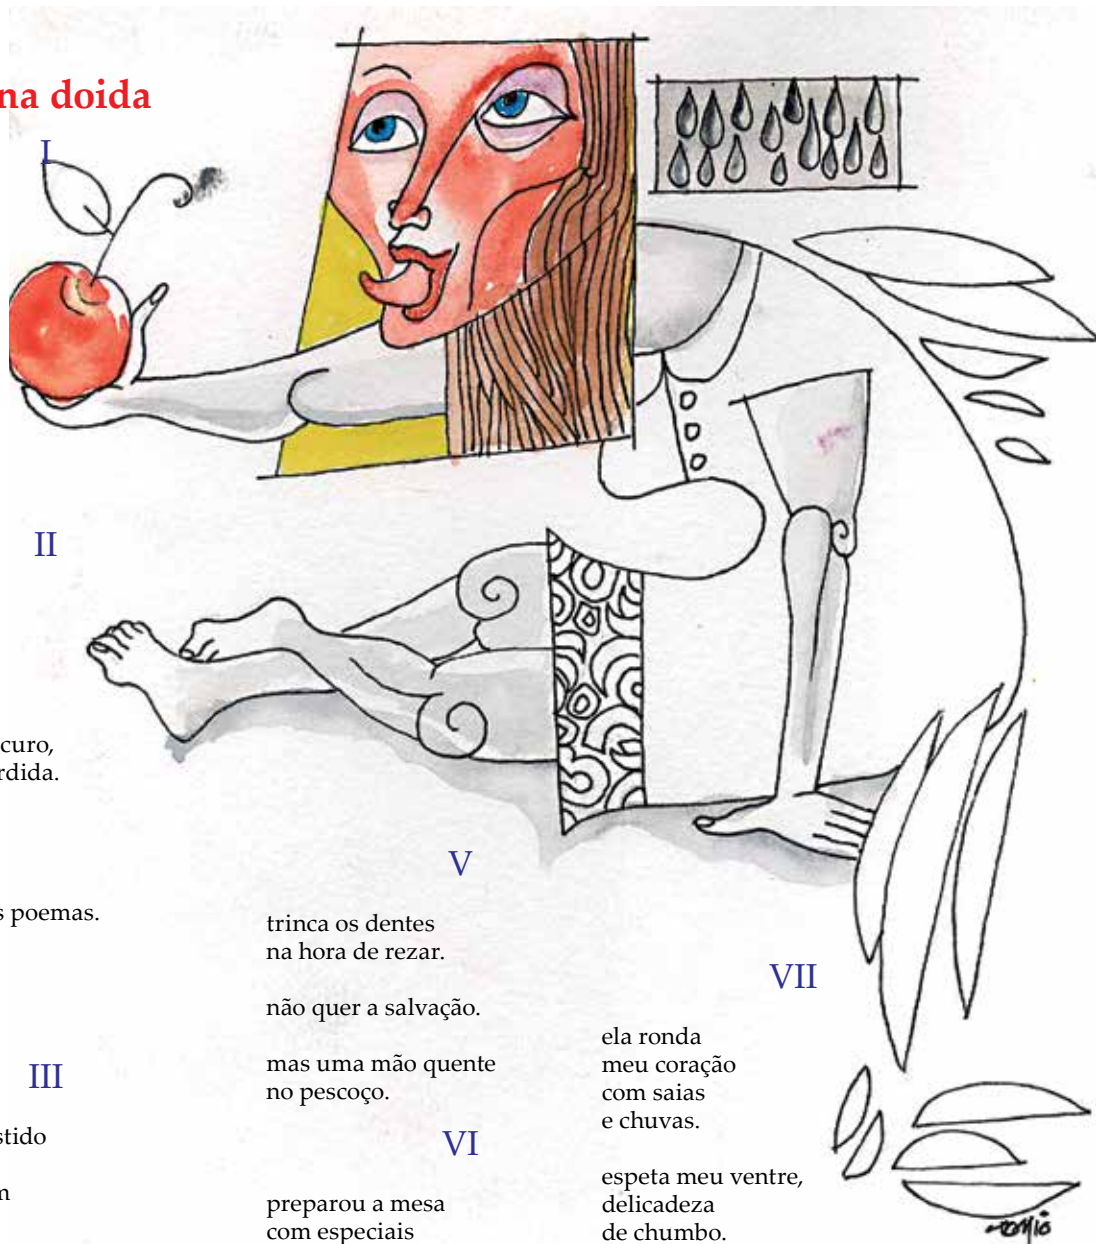 na doida
I
II
curo,
rdida.
s poemas.
III
stido
m
V
trinca os dentes
na hora de rezar.
não quer a salvação.
mas uma mão quente
no pescoço.
VI
preparou a mesa
com especiais
VII
ela ronda
meu coração
com saias
e chuvas.
espeta meu ventre,
delicadeza
de chumbo.